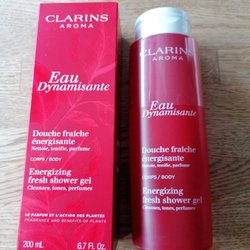 CLARINS
AROMA
Eau
Dynamisante
Douche fraîche
énergisante
Nettoie, tonifie, parfume
CORPS/BODY
Energizing
fresh shower gel
Cleanses, tones, perfumes
LE PARFUM ET L'ACTION DES PLANTES
FRAGRANCE AND BENEFITS OF PLANTS
200 mL
6.7 Fl. Oz.
CLARINS
AROMA
Eau
Dynamisante
Douche fraîche
énergisante
Nettoie, tonifie, parfume
CORPS/BODY
Energizing
fresh shower gel
Cleanses, tones, perfumes